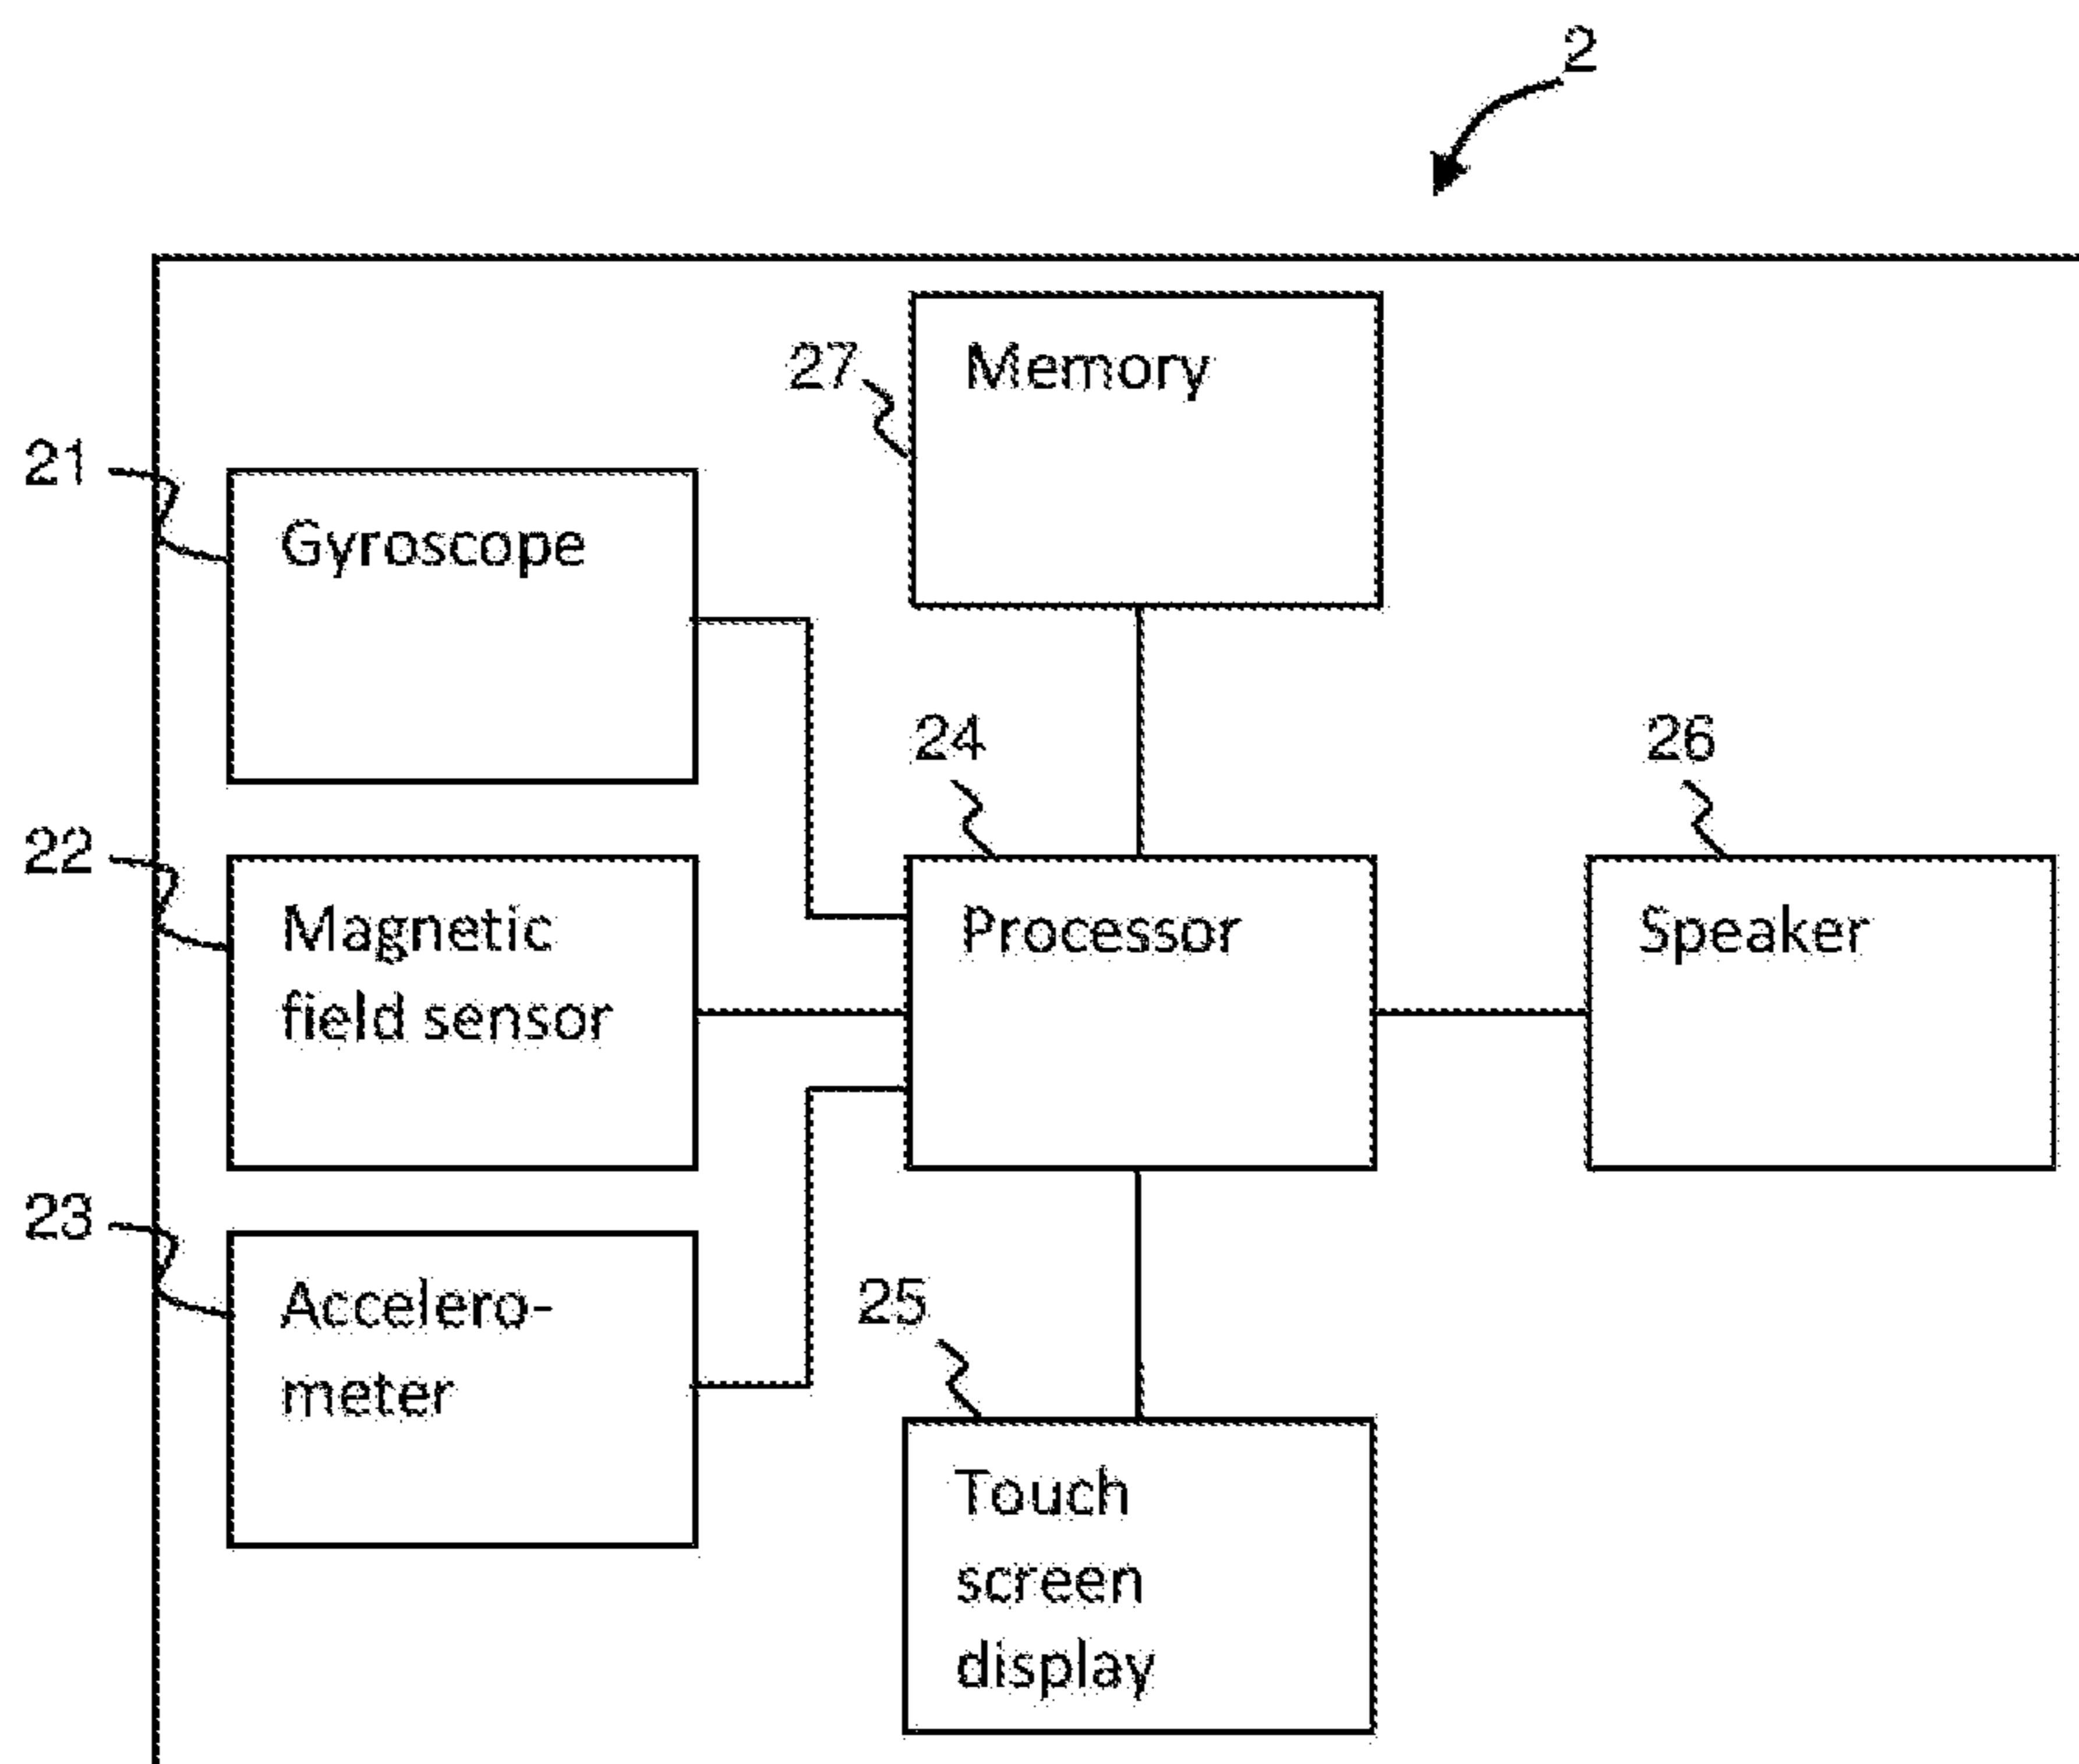 2
27
Memory
21
Gyroscope
24
26
22
Magnetic
field sensor
Processor
Speaker
23
Accelero-
meter
25
Touch
screen
display